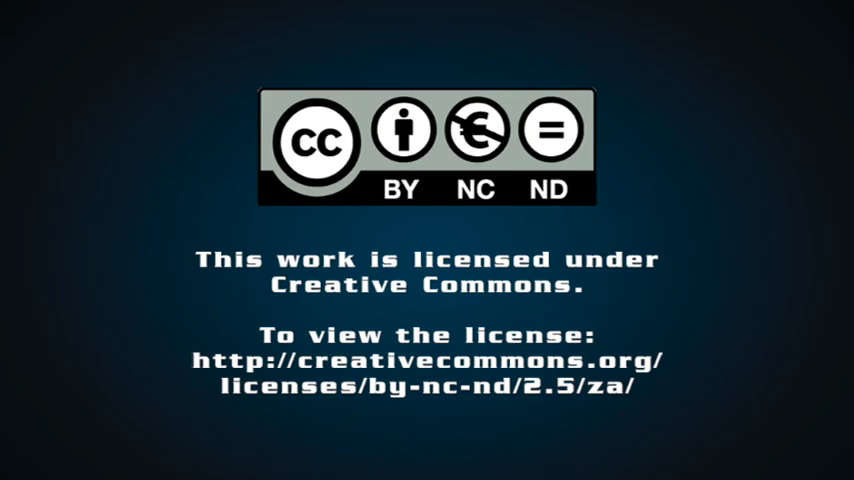 CC
BY NC ND
This work is licensed under
Creative Commons.
To view the license:
http://creativecommons.org/
licenses/by-nc-nd/2.5/za/